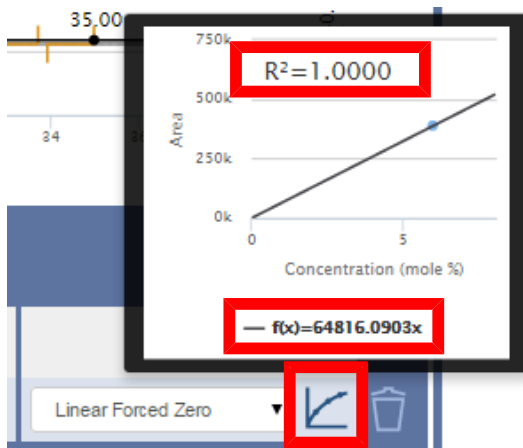 35.00
750k
R²=1.0000
500k
250k
0k
Area
34
0
5
Concentration (mole %)
f(x)=64816.0903x
Linear Forced Zero